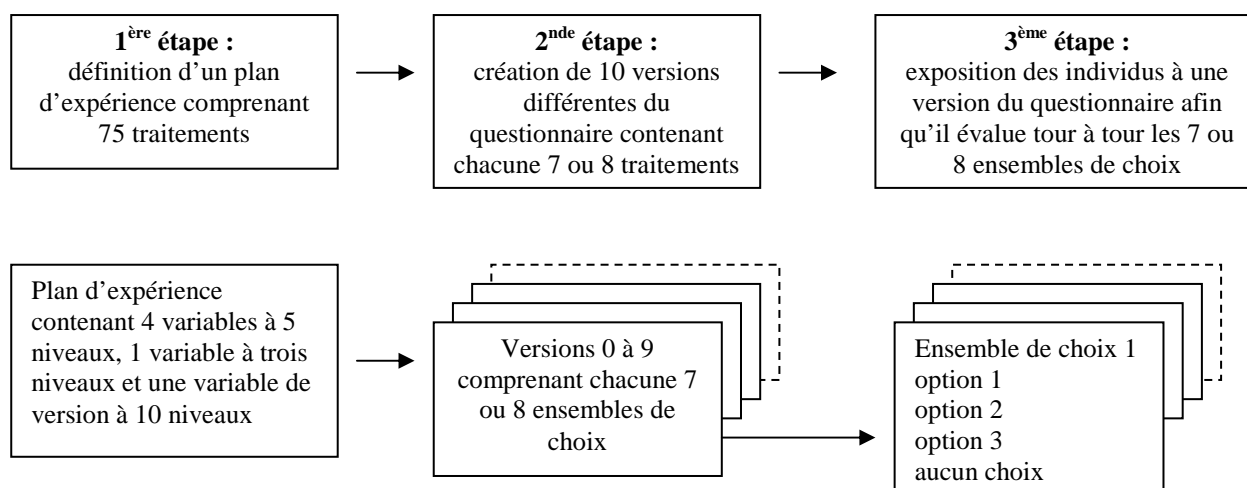 1ère étape :
définition d’un plan
d’expérience comprenant
75 traitements
2nde étape :
création de 10 versions
différentes du
questionnaire contenant
chacune 7 ou 8 traitements
3ème étape :
exposition des individus à une
version du questionnaire afin
qu’il évalue tour à tour les 7 ou
8 ensembles de choix
Plan d’expérience
contenant 4 variables à 5
niveaux, 1 variable à trois
niveaux et une variable de
version à 10 niveaux
Versions 0 à 9
comprenant chacune 7
ou 8 ensembles de
choix
Ensemble de choix 1
option 1
option 2
option 3
aucun choix